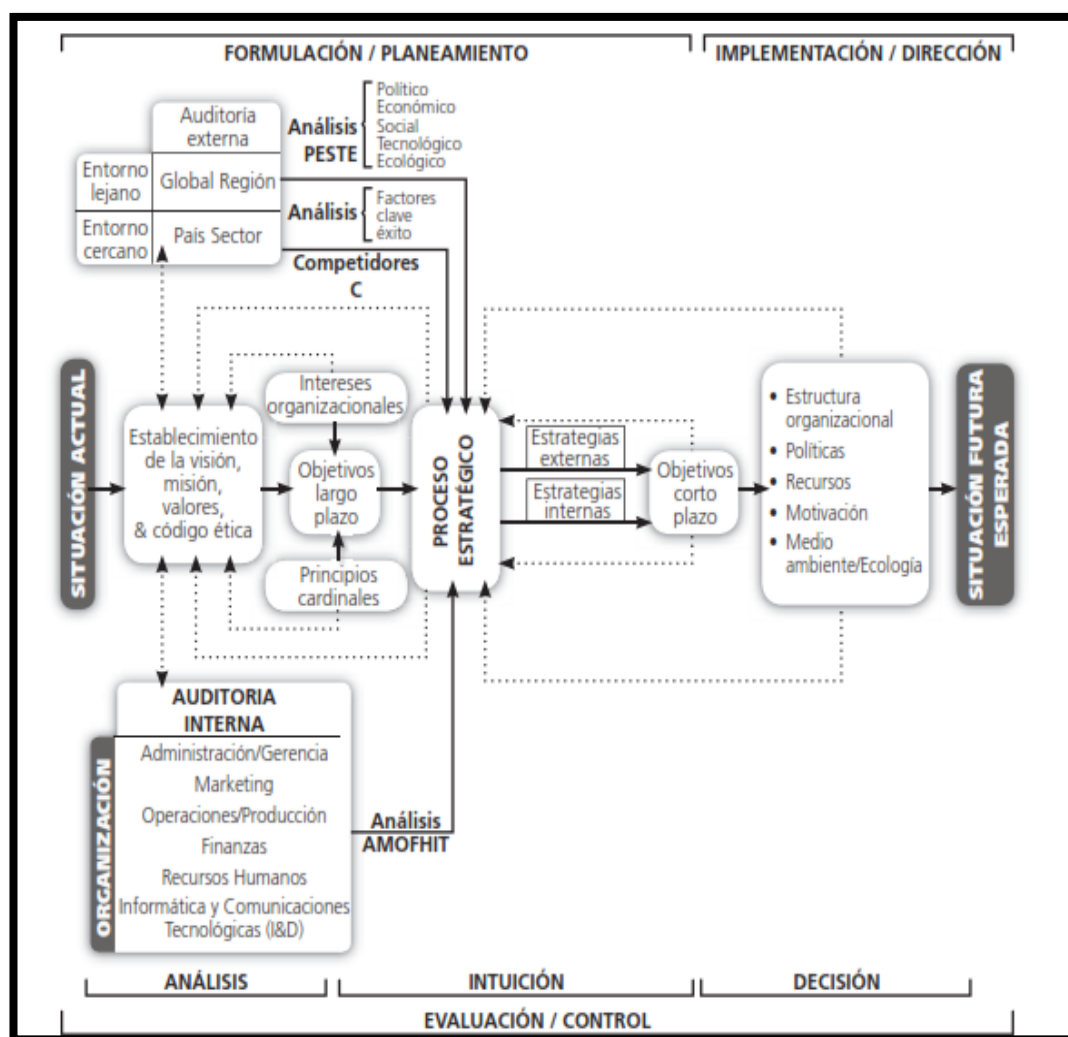 FORMULACIÓN / PLANEAMIENTO
IMPLEMENTACIÓN / DIRECCIÓN
Auditoría
externa
Entorno
lejano
Global Región
Entorno
cercano
País Sector
Análisis
PESTE
Político
Económico
Social
Tecnológico
Ecológico
Análisis
Factores
clave
éxito
Competidores
C
SITUACIÓN ACTUAL
Establecimiento
de la visión,
misión,
valores,
& código ética
Intereses
organizacionales
Objetivos
largo
plazo
Principios
cardinales
PROCESO
ESTRATÉGICO
Estrategias
externas
Estrategias
internas
Objetivos
corto
plazo
• Estructura
organizacional
• Políticas
• Recursos
• Motivación
• Medio
ambiente/Ecología
SITUACIÓN FUTURA
ESPERADA
ORGANIZACIÓN
AUDITORIA
INTERNA
Administración/Gerencia
Marketing
Operaciones/Producción
Finanzas
Recursos Humanos
Informática y Comunicaciones
Tecnológicas (I&D)
Análisis
AMOFHIT
ANÁLISIS
INTUICIÓN
DECISIÓN
EVALUACIÓN / CONTROL